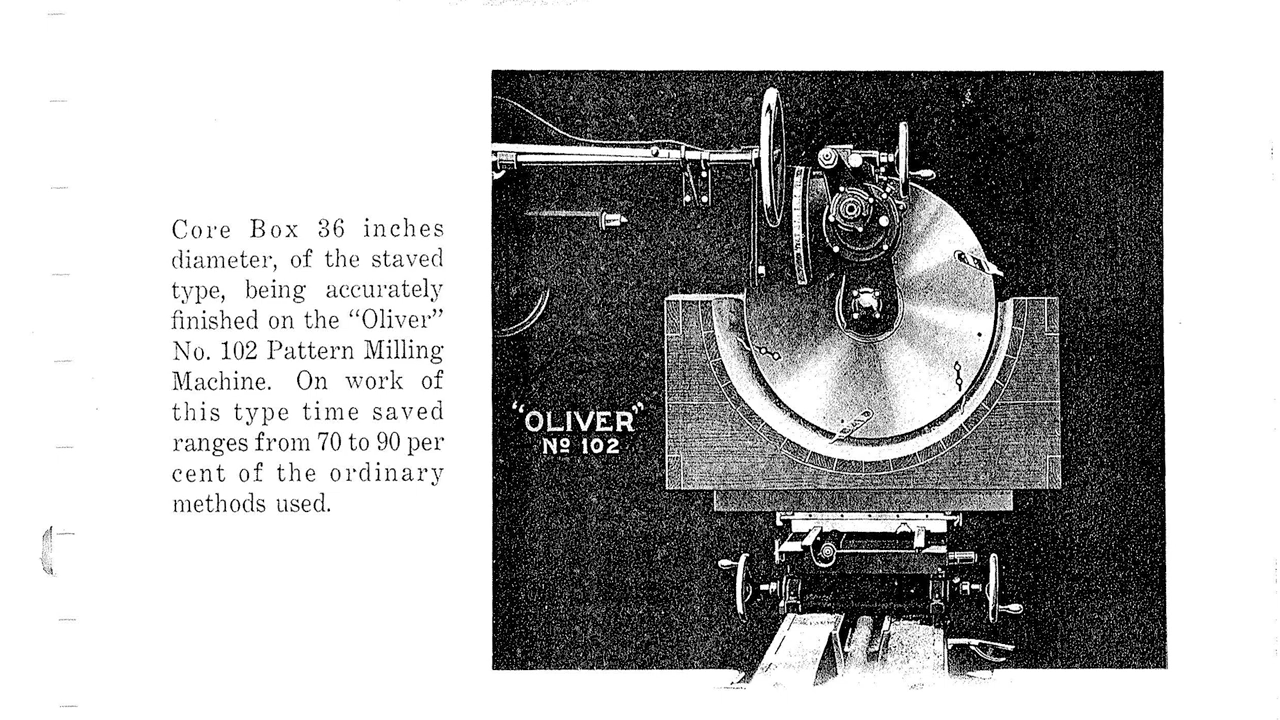 Core Box 36 inches
diameter, of the staved
type, being accurately
finished on the “Oliver”
No. 102 Pattern Milling
Machine. On work of
this type time saved
ranges from 70 to 90 per
cent of the ordinary
methods used.
“OLIVER”
Nº 102